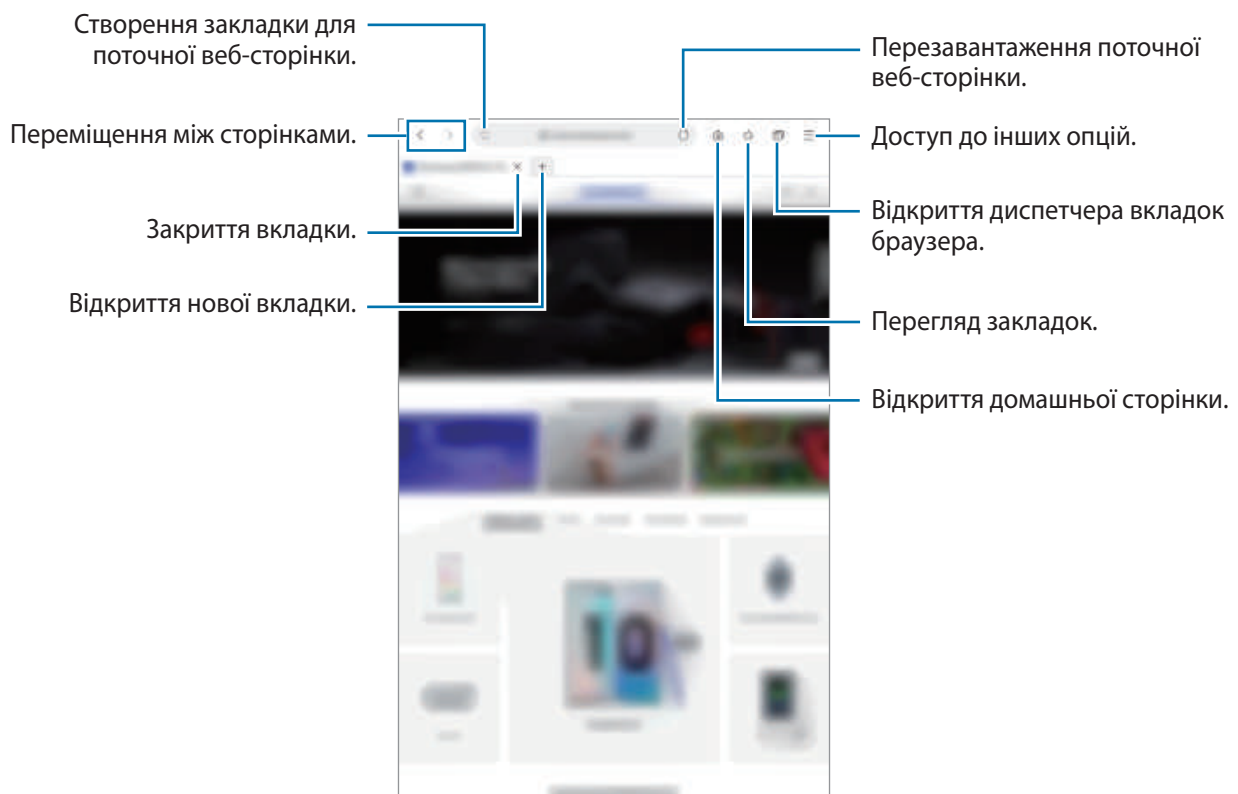 Створення закладки для
поточної веб-сторінки.
Переміщення між сторінками.
Закриття вкладки.
Відкриття нової вкладки.
Перезавантаження поточної
веб-сторінки.
Доступ до інших опцій.
Відкриття диспетчера вкладок
браузера.
Перегляд закладок.
Відкриття домашньої сторінки.